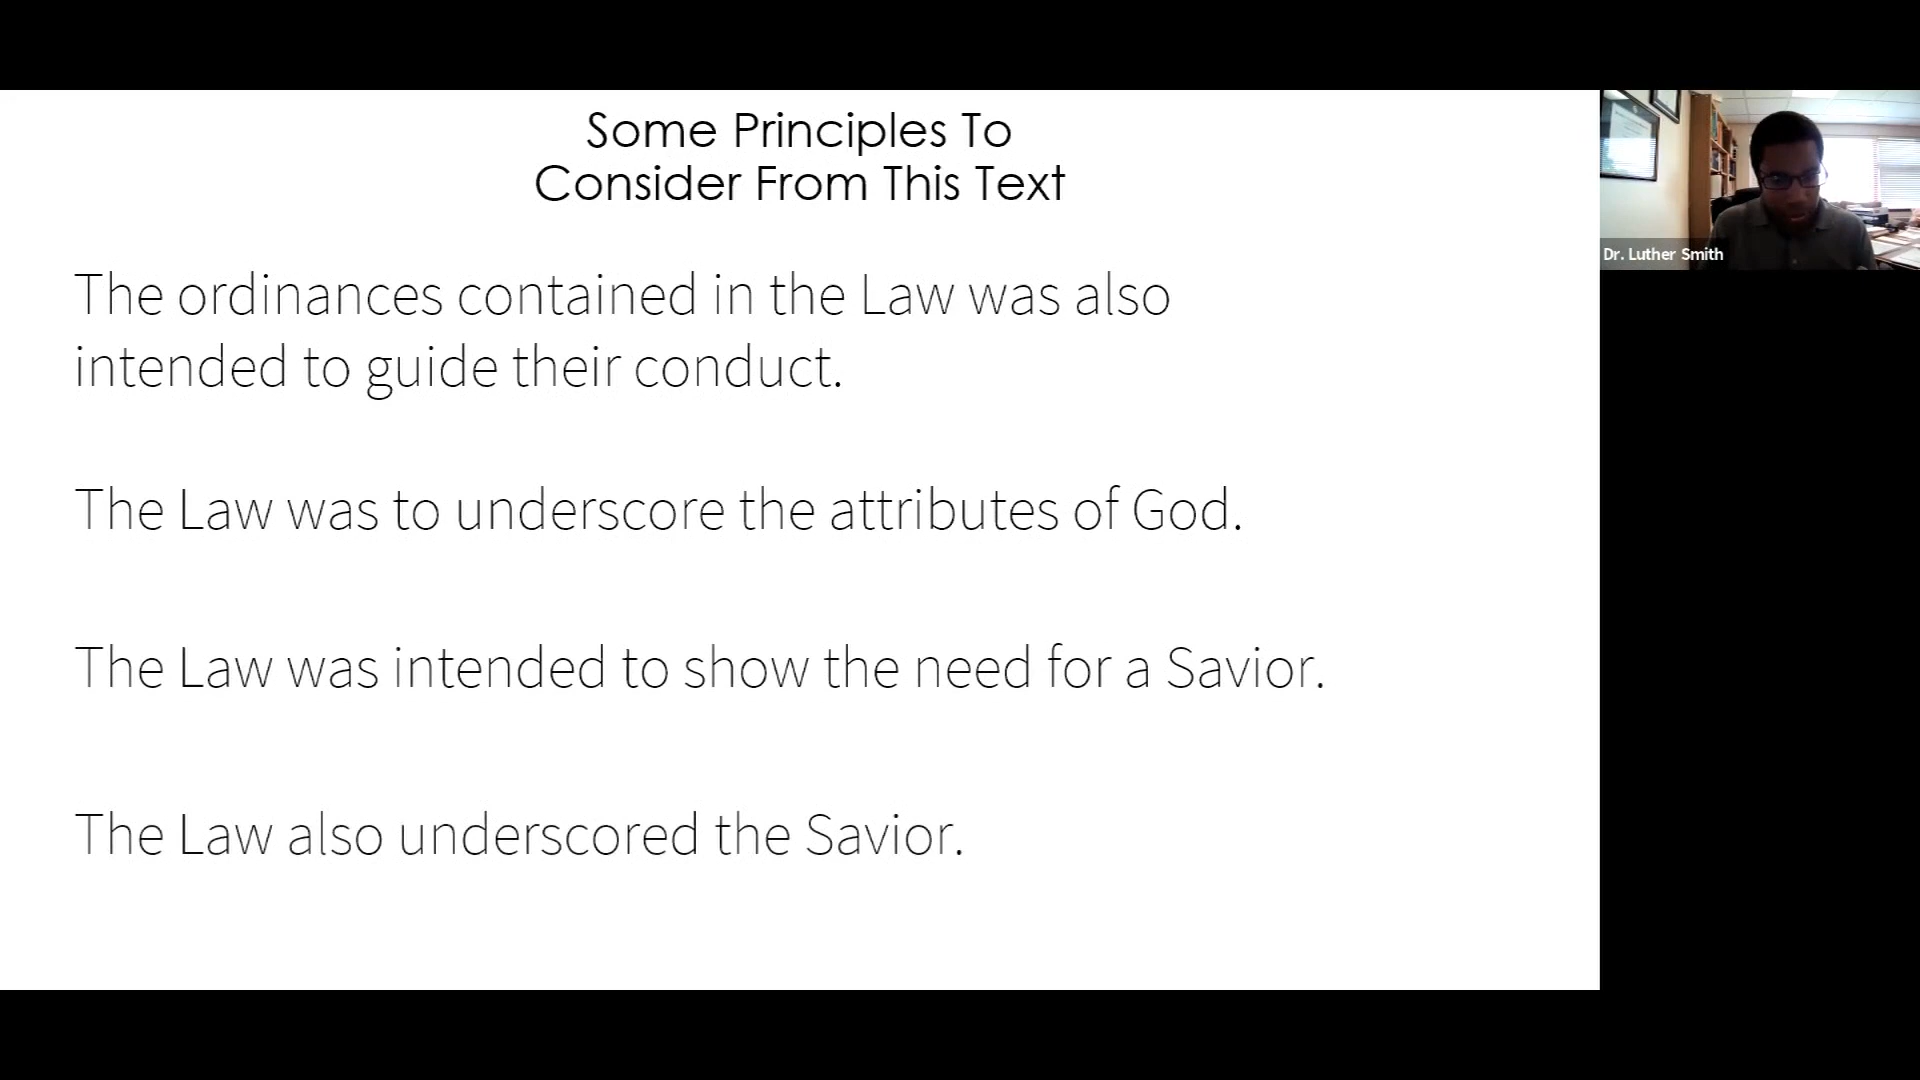 Some Principles To
Consider From This Text
The ordinances contained in the Law was also
intended to guide their conduct.
The Law was to underscore the attributes of God.
The Law was intended to show the need for a Savior.
The Law also underscored the Savior.
Dr. Luther Smith